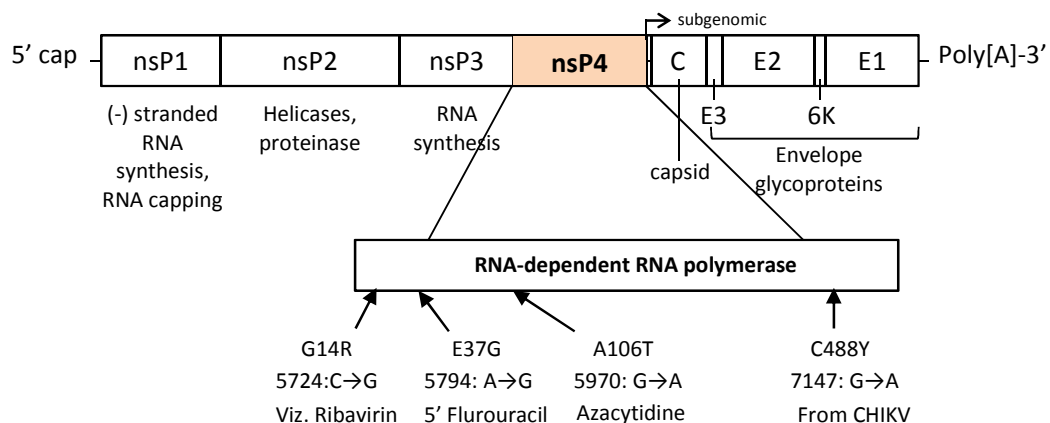 subgenomic
5’ cap
nsP1
nsP2
nsP3
nsP4
C
E2
E1
Poly[A]-3’
(-) stranded
RNA
synthesis,
RNA capping
Helicases,
proteinase
RNA
synthesis
E3
6K
capsid
Envelope
glycoproteins
RNA-dependent RNA polymerase
G14R
5724:C→G
Viz. Ribavirin
E37G
5794: A→G
5’ Flurouracil
A106T
5970: G→A
Azacytidine
C488Y
7147: G→A
From CHIKV